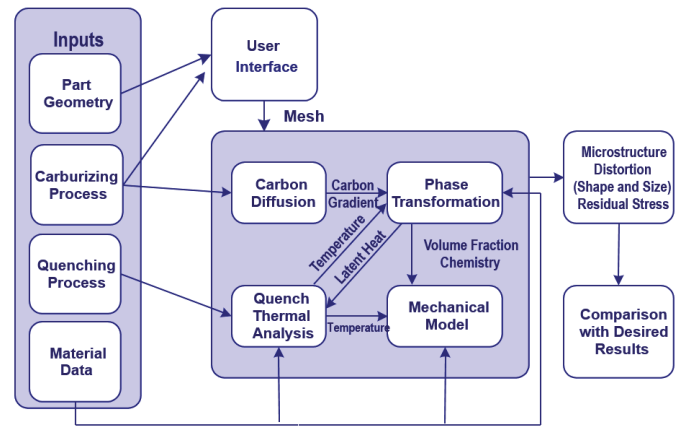 Inputs
Part
Geometry
Carburizing
Process
Quenching
Process
Material
Data
User
Interface
Mesh
Carbon
Diffusion
Carbon
Gradient
Phase
Transformation
Temperature
Latent Heat
Volume Fraction
Chemistry
Quench
Thermal
Analysis
Temperature
Mechanical
Model
Microstructure
Distortion
(Shape and Size)
Residual Stress
Comparison
with Desired
Results